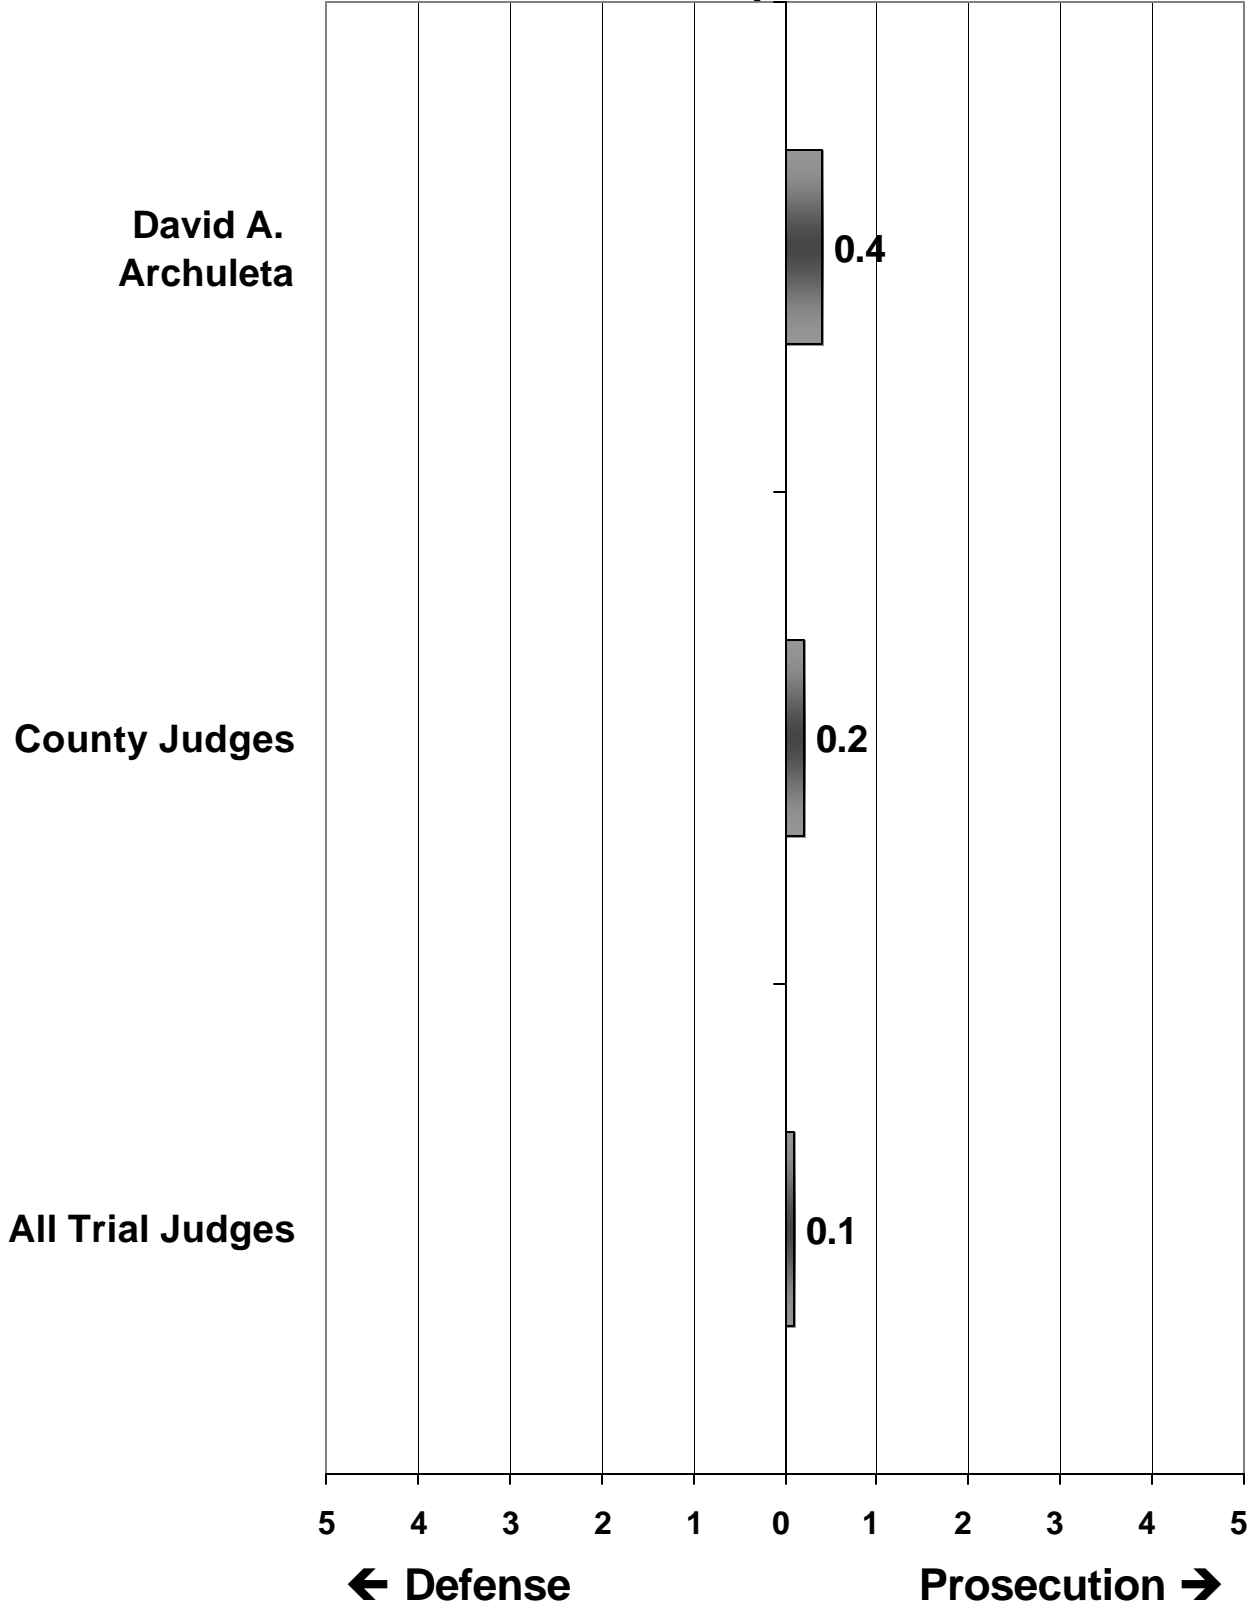 David A.
Archuleta
0.4
County Judges
0.2
All Trial Judges
0.1
5 4 3 2 1 0 1 2 3 4 5
← Defense Prosecution →